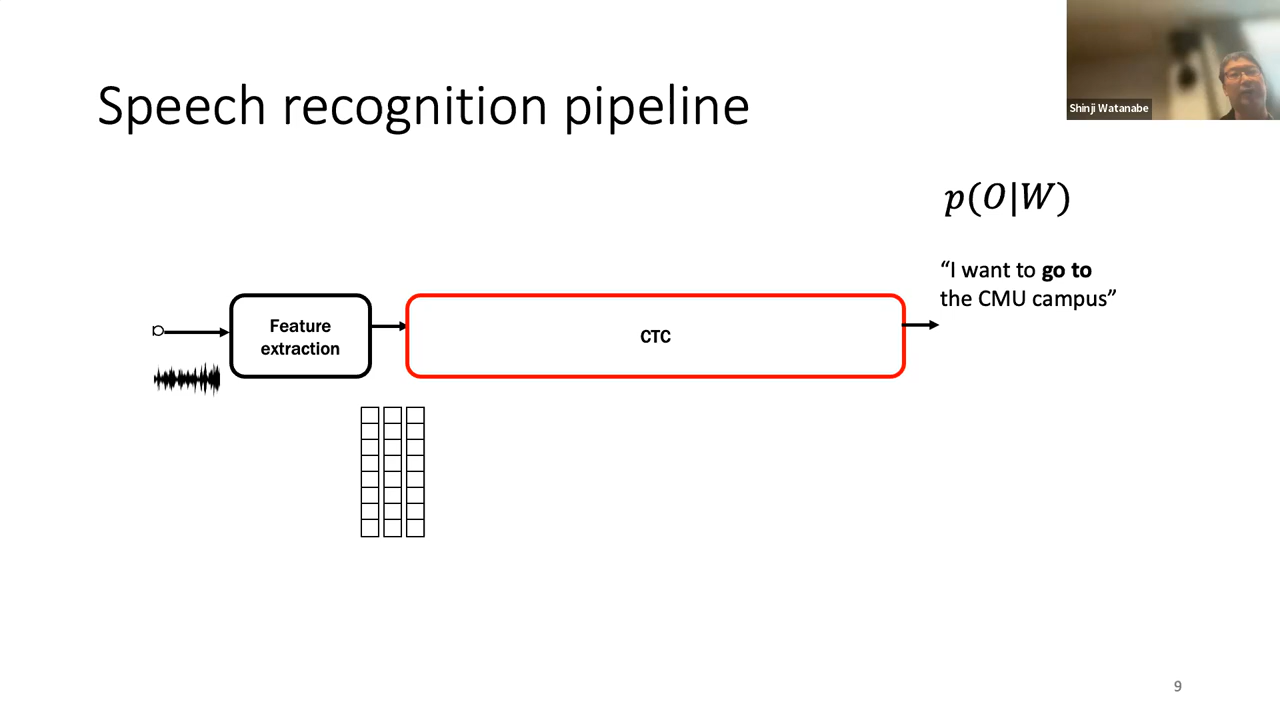 Speech recognition pipeline
Shinji Watanabe
p(O|W)
“I want to go to
the CMU campus”
Feature
extraction
CTC
9